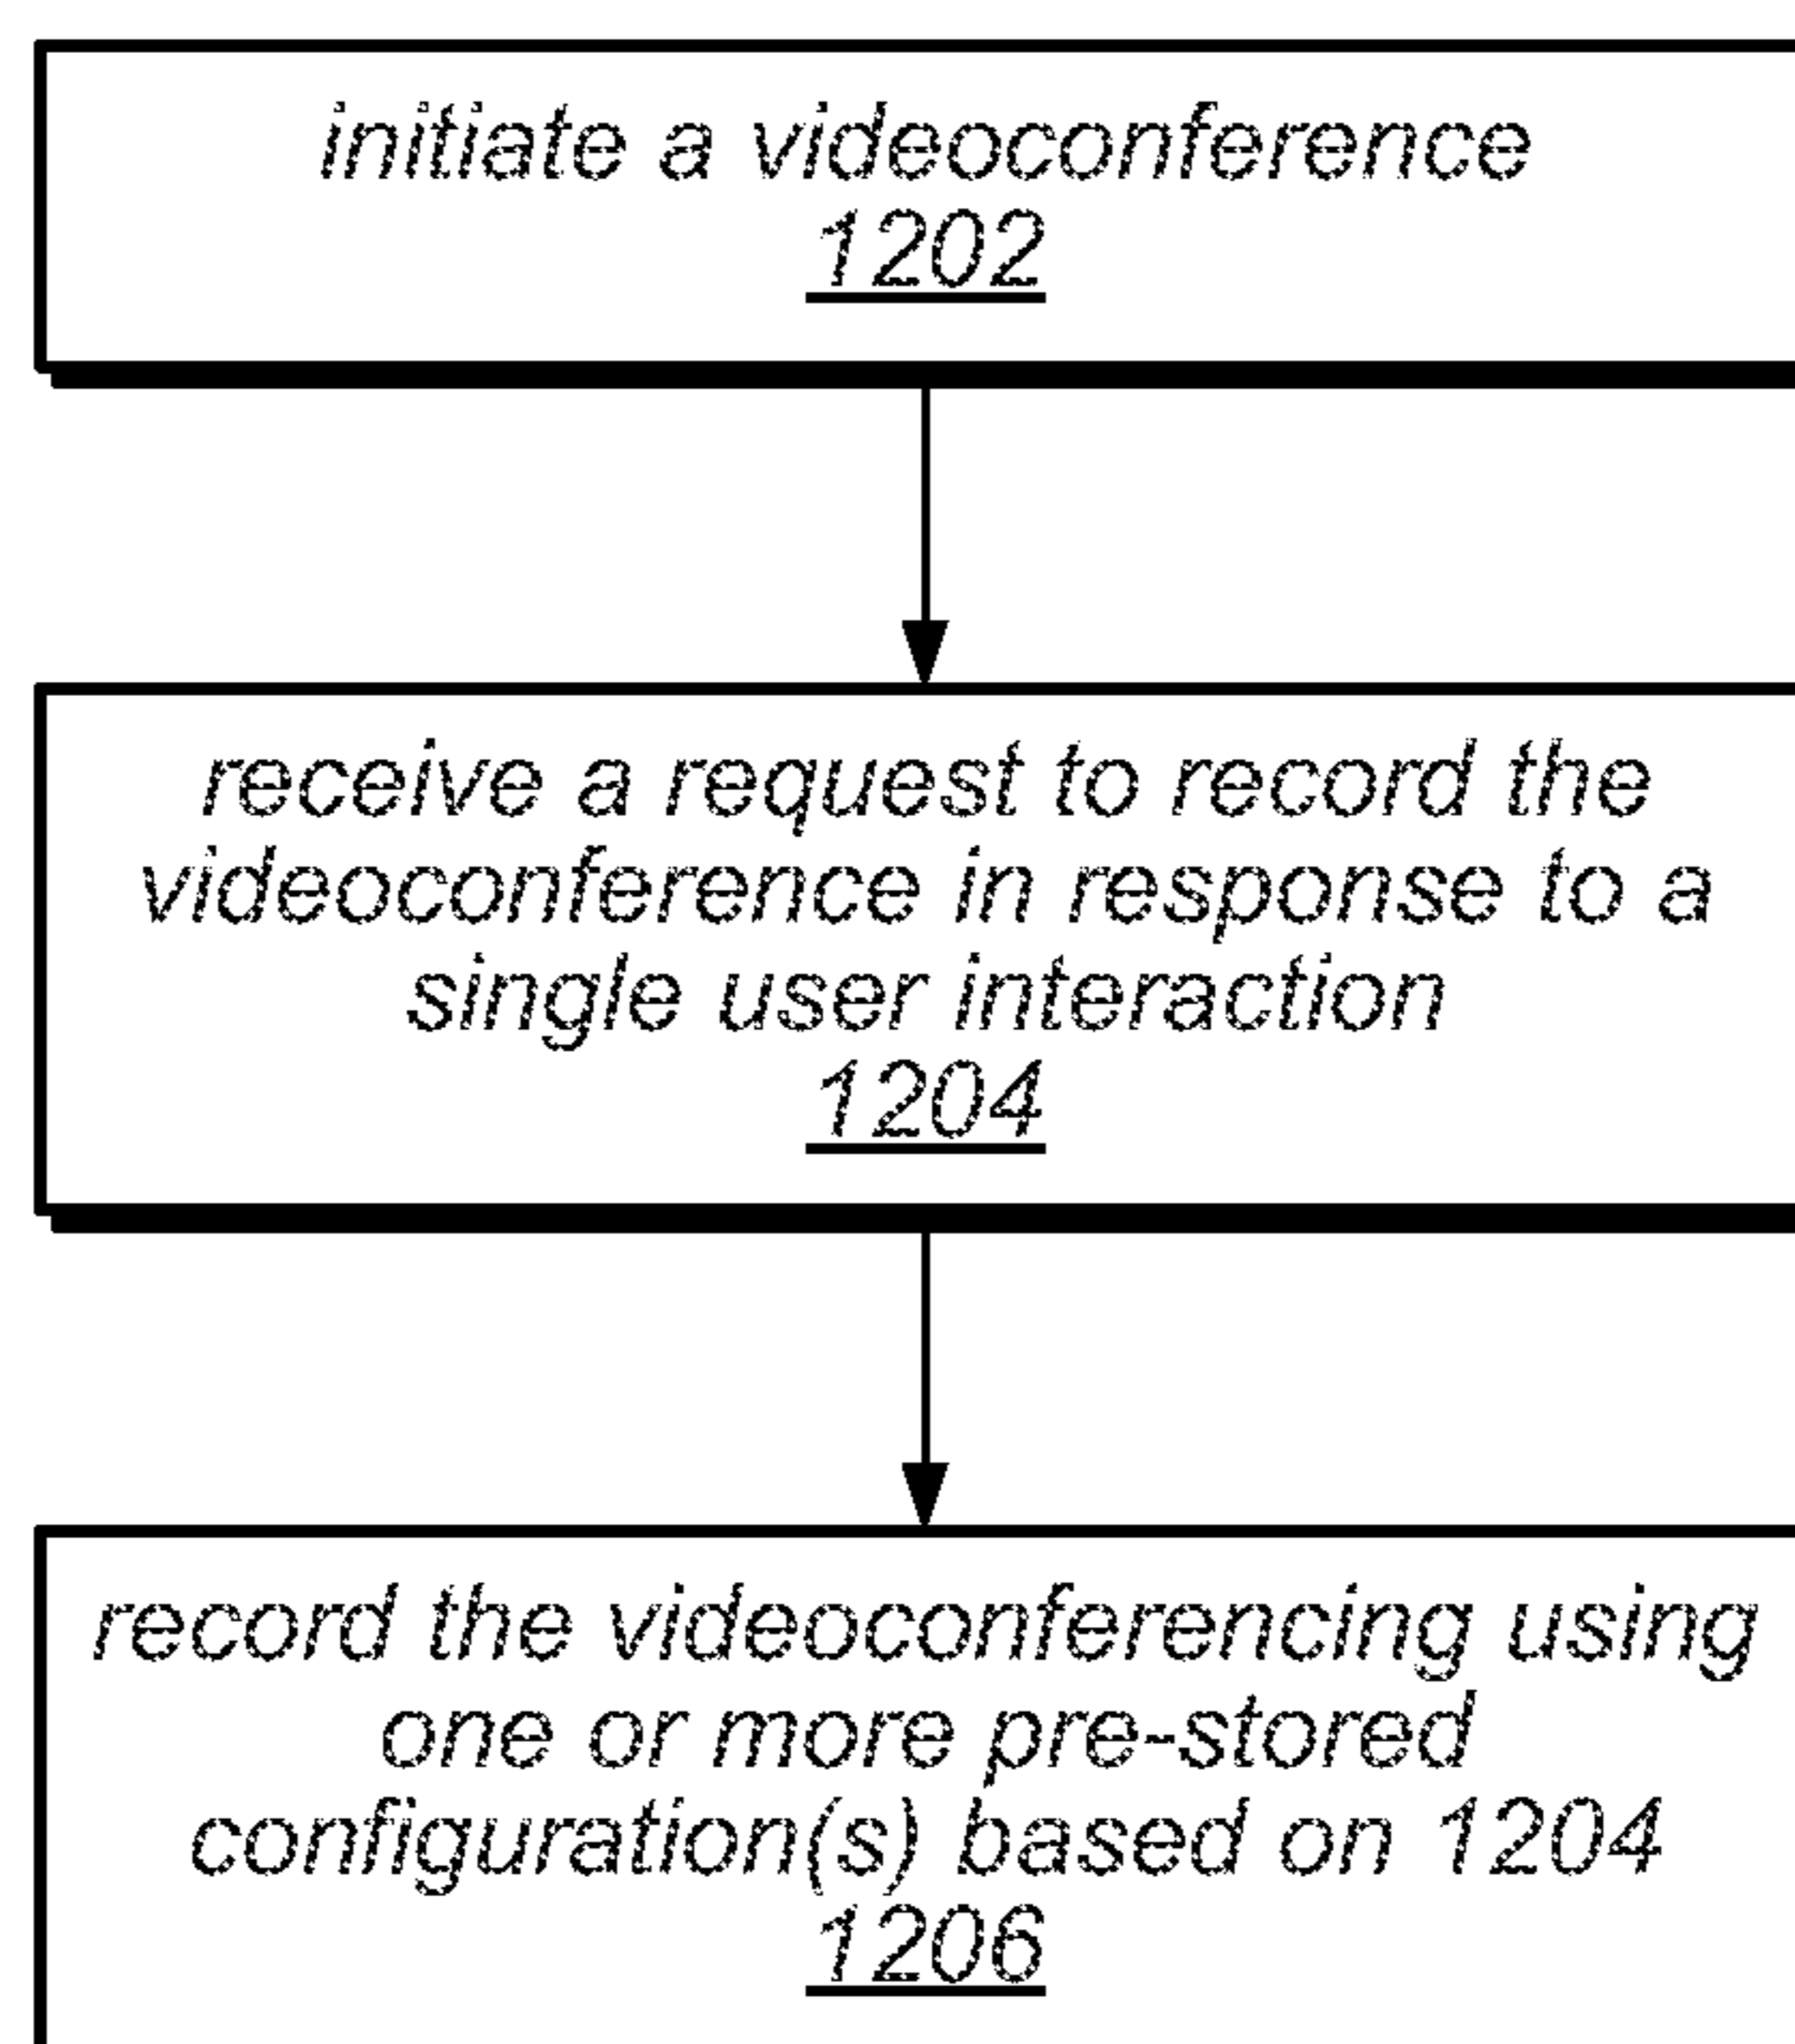 initiate a videoconference
1202
receive a request to record the
videoconference in response to a
single user interaction
1204
record the videoconferencing using
one or more pre-stored
configuration(s) based on 1204
1206